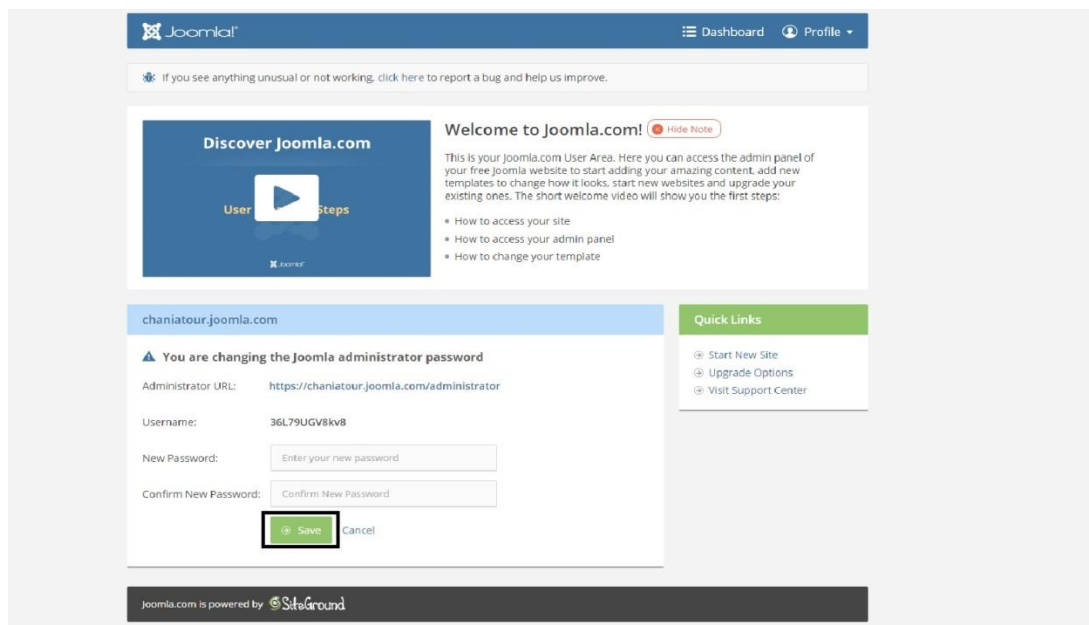 Joomla!
Dashboard Profile
If you see anything unusual or not working, click here to report a bug and help us improve.
Discover Joomla.com
User Steps
Joomla!
Welcome to Joomla.com! Hide Note
This is your Joomla.com User Area. Here you can access the admin panel of
your free Joomla website to start adding your amazing content, add new
templates to change how it looks, start new websites and upgrade your
existing ones. The short welcome video will show you the first steps:
How to access your site
How to access your admin panel
How to change your template
chaniatour.joomla.com
You are changing the Joomla administrator password
Administrator URL: https://chaniatour.joomla.com/administrator
Username: 36L79UGV8kv8
New Password: Enter your new password
Confirm New Password: Confirm New Password
Save Cancel
Quick Links
Start New Site
Upgrade Options
Visit Support Center
Joomla.com is powered by SiteGround